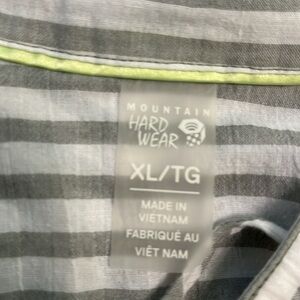 MOUNTAIN
HARD
WEAR
XL/TG
MADE IN
VIETNAM
FABRIQUÉ AU
VIÊT NAM